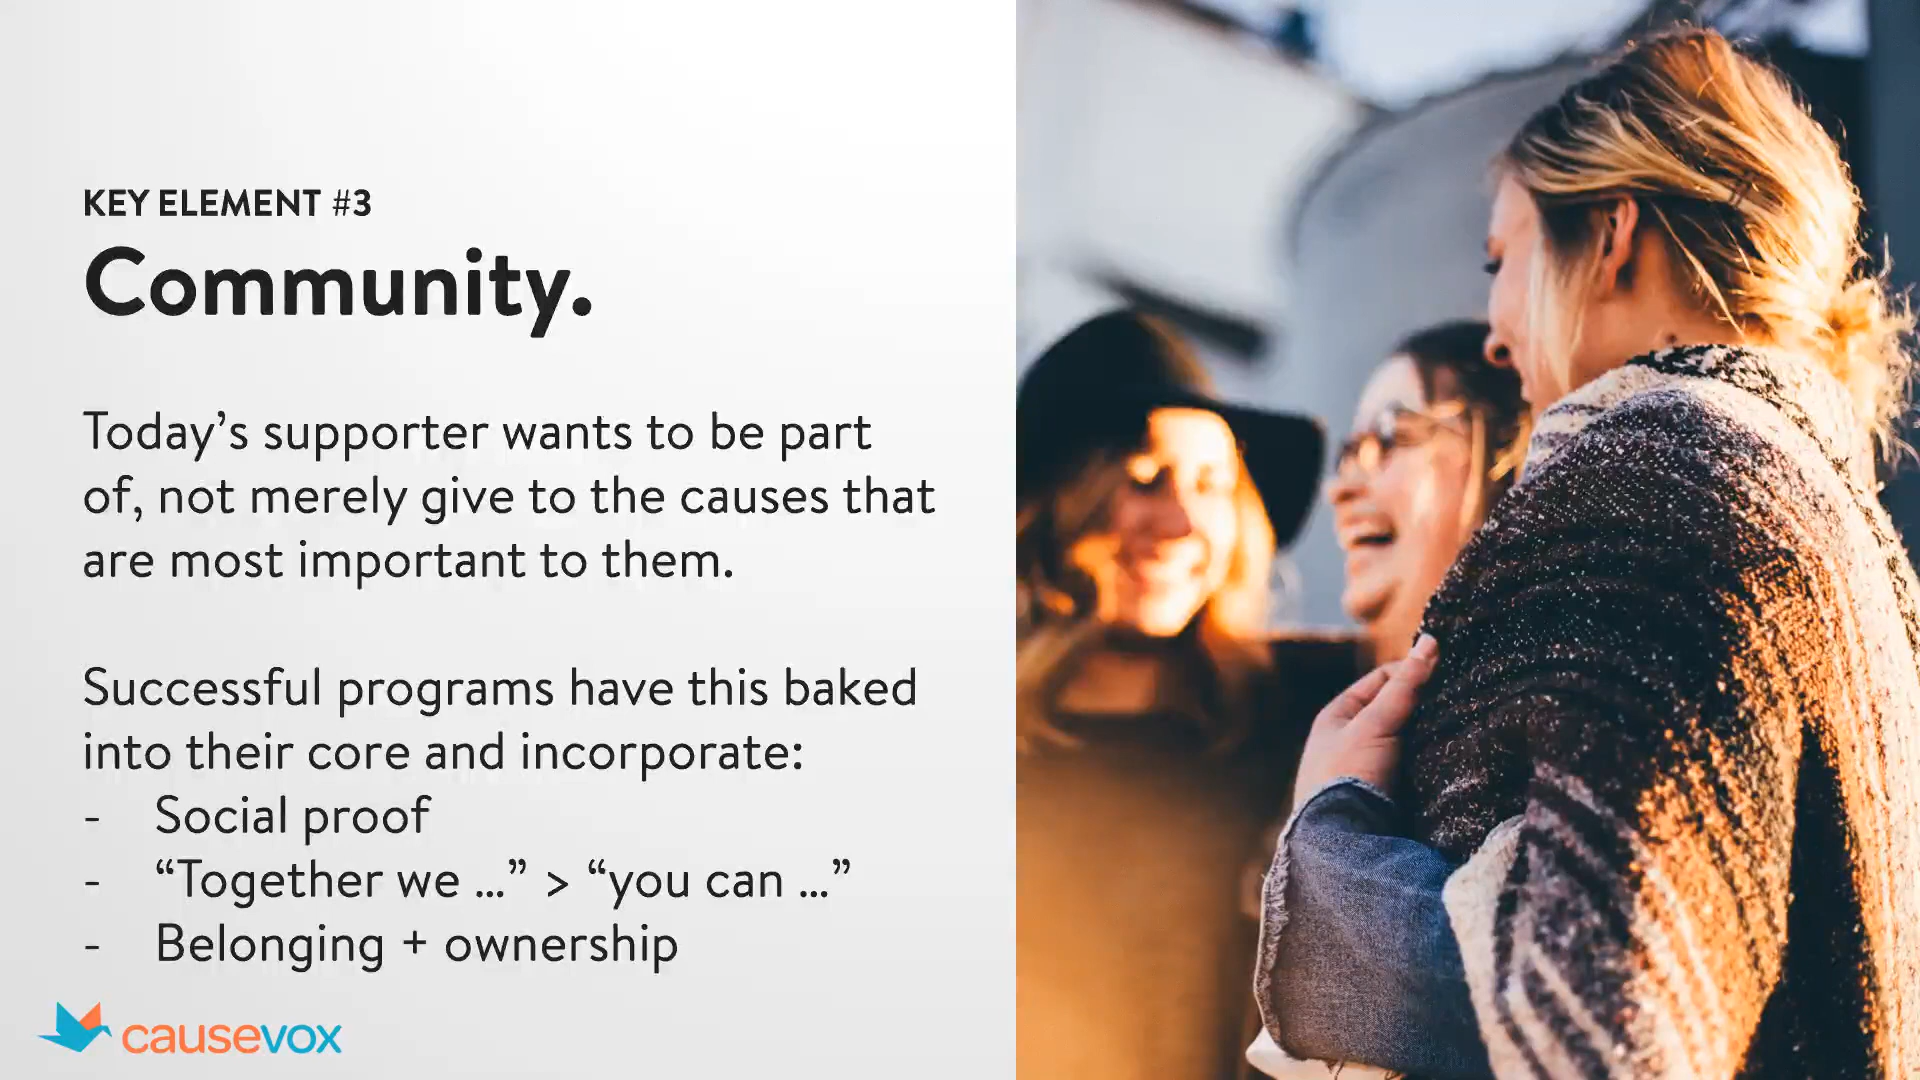 KEY ELEMENT #3
Community.
Today’s supporter wants to be part
of, not merely give to the causes that
are most important to them.
Successful programs have this baked
into their core and incorporate:
- Social proof
- “Together we ...” > “you can ...”
- Belonging + ownership
causevox